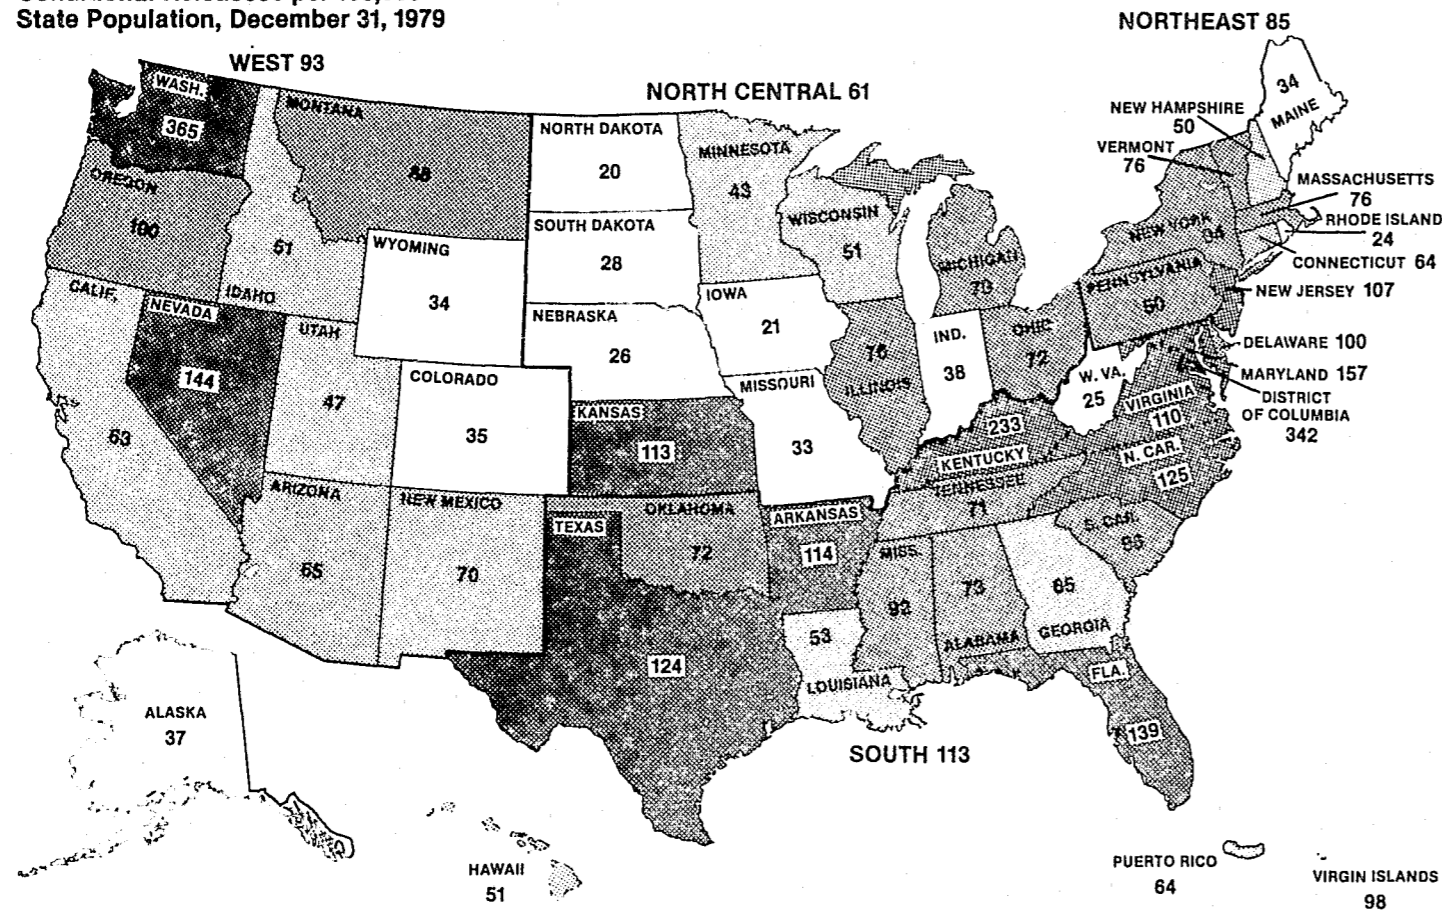 State Population, December 31, 1979
NORTHEAST 85
WEST 93
NORTH CENTRAL 61
WASH.
365
MONTANA
OREGON
100
IDAHO
WYOMING
34
NORTH DAKOTA
20
SOUTH DAKOTA
28
NEBRASKA
26
MINNESOTA
43
WISCONSIN
51
IOWA
21
MICHIGAN
70
CALIF.
63
NEVADA
144
UTAH
47
COLORADO
35
KANSAS
113
MISSOURI
33
ILLINOIS
IND.
38
OHIO
72
W. VA.
25
PENNSYLVANIA
50
NEW YORK
MAINE
34
NEW HAMPSHIRE
50
VERMONT
76
MASSACHUSETTS
76
RHODE ISLAND
24
CONNECTICUT 64
NEW JERSEY 107
DELAWARE 100
MARYLAND 157
DISTRICT
OF COLUMBIA
342
VIRGINIA
110
KENTUCKY
233
N. CAR.
125
TENNESSEE
71
S. CAR.
ARIZONA
65
NEW MEXICO
70
TEXAS
124
OKLAHOMA
72
ARKANSAS
114
LOUISIANA
53
MISS.
ALABAMA
73
GEORGIA
FLA.
139
SOUTH 113
ALASKA
37
HAWAII
51
PUERTO RICO
64
VIRGIN ISLANDS
98